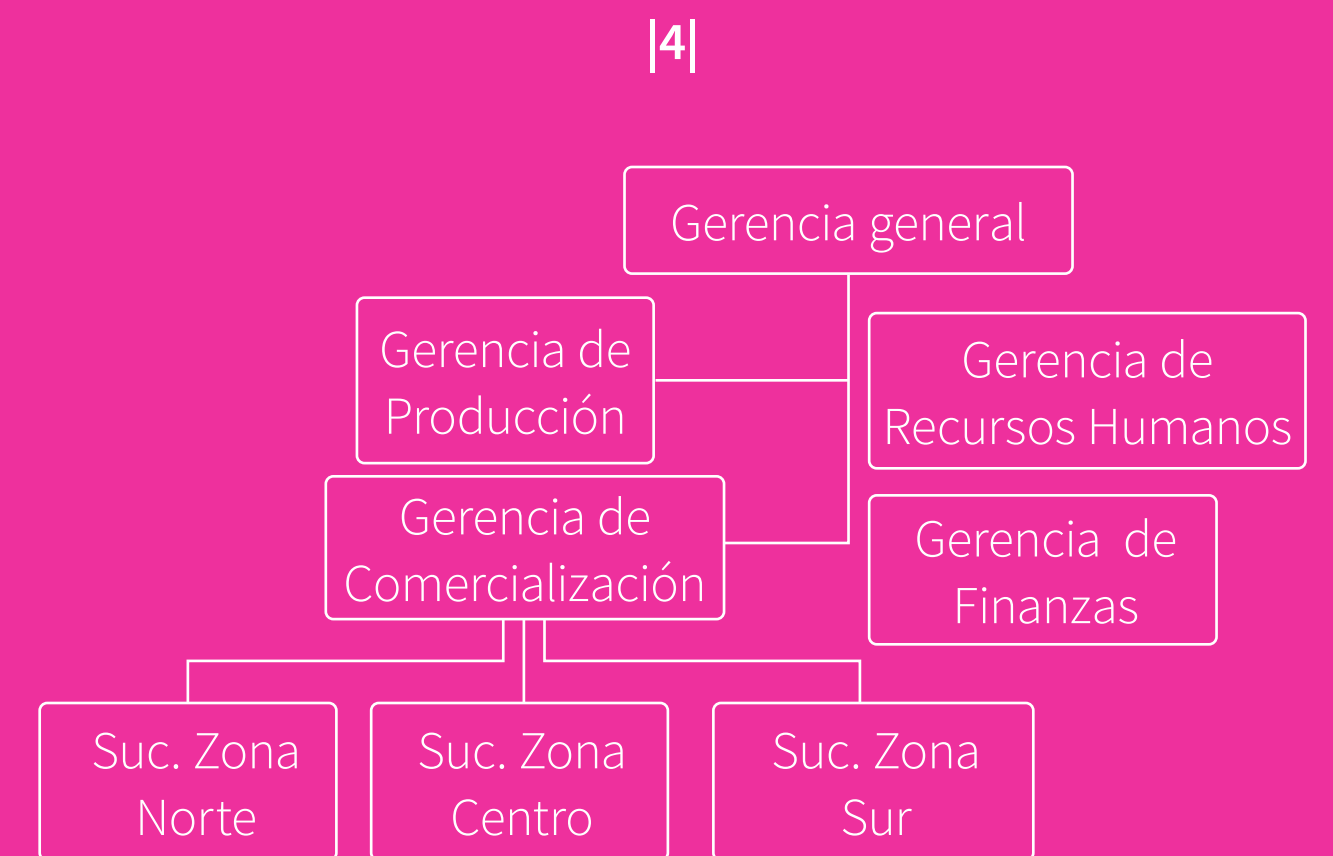 |4|
Gerencia general
Gerencia de
Producción
Gerencia de
Recursos Humanos
Gerencia de
Comercialización
Gerencia de
Finanzas
Suc. Zona
Norte
Suc. Zona
Centro
Suc. Zona
Sur